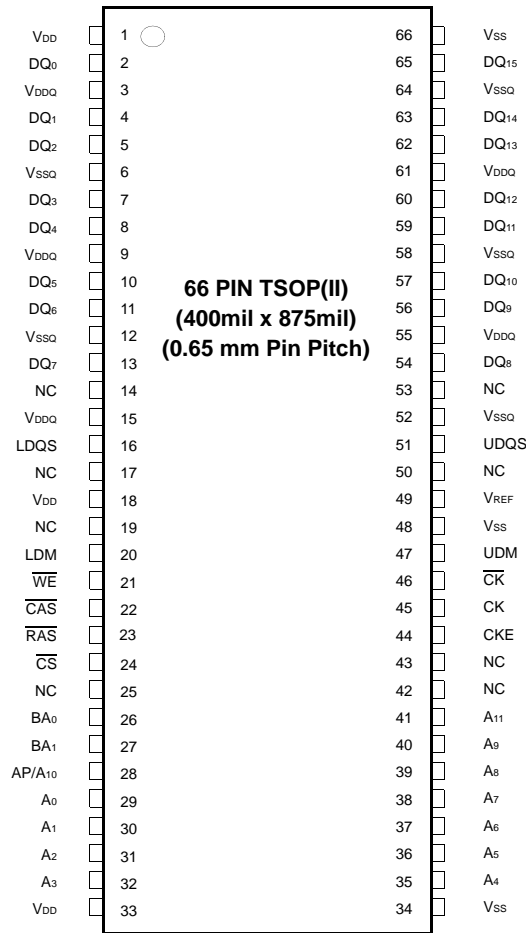 VDD 1 66 VSS
DQ0 2 65 DQ15
VDDQ 3 64 VSSQ
DQ1 4 63 DQ14
DQ2 5 62 DQ13
VSSQ 6 61 VDDQ
DQ3 7 60 DQ12
DQ4 8 59 DQ11
VDDQ 9 58 VSSQ
DQ5 10 57 DQ10
DQ6 11 56 DQ9
VSSQ 12 55 VDDQ
DQ7 13 54 DQ8
66 PIN TSOP(II)
(400mil x 875mil)
(0.65 mm Pin Pitch)
NC 14 53 NC
VDDQ 15 52 VSSQ
LDQS 16 51 UDQS
NC 17 50 NC
VDD 18 49 VREF
NC 19 48 VSS
LDM 20 47 UDM
WE 21 46 CK
CAS 22 45 CK
RAS 23 44 CKE
CS 24 43 NC
NC 25 42 NC
BA0 26 41 A11
BA1 27 40 A9
AP/A10 28 39 A8
A0 29 38 A7
A1 30 37 A6
A2 31 36 A5
A3 32 35 A4
VDD 33 34 VSS